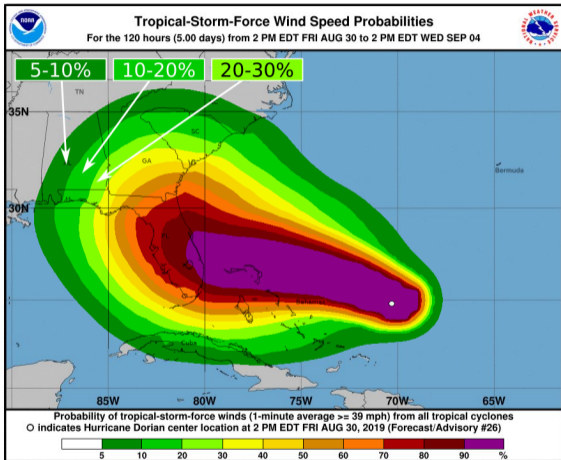 Tropical-Storm-Force Wind Speed Probabilities
For the 120 hours (5.00 days) from 2 PM EDT FRI AUG 30 to 2 PM EDT WED SEP 04
NOAA
5-10% 10-20% 20-30%
TN
35N
SC
GA
Bermuda
30N
Bahamas
Cuba
85W 80W 75W 70W 65W
Probability of tropical-storm-force winds (1-minute average >= 39 mph) from all tropical cyclones
O indicates Hurricane Dorian center location at 2 PM EDT FRI AUG 30, 2019 (Forecast/Advisory #26)
5 10 20 30 40 50 60 70 80 90 %